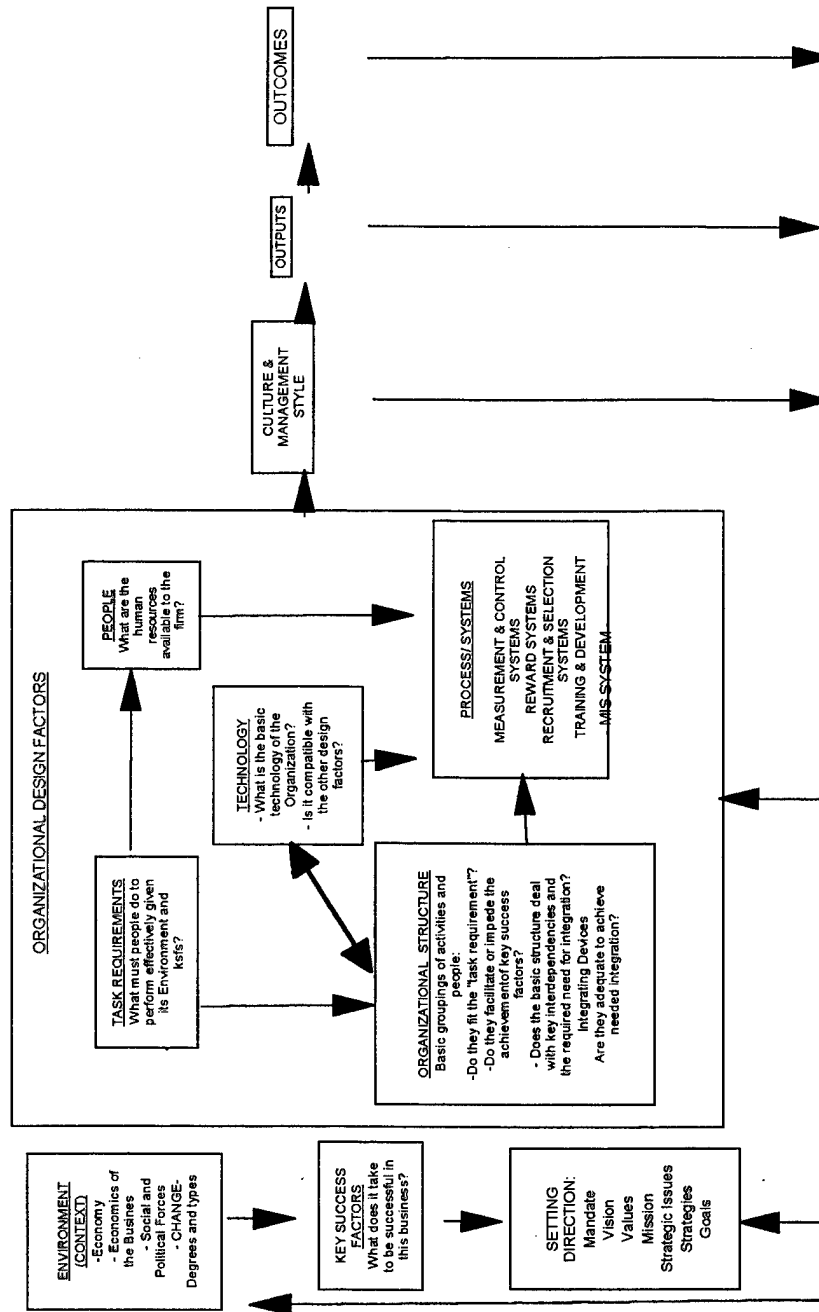 ENVIRONMENT
(CONTEXT)
- Economy
- Economics of
the Busines
- Social and
Political Forces
- CHANGE-
Degrees and types
KEY SUCCESS
FACTORS
What does it take
to be successful in
this business?
SETTING
DIRECTION:
Mandate
Vision
Values
Mission
Strategic Issues
Strategies
Goals
ORGANIZATIONAL DESIGN FACTORS
TASK REQUIREMENTS
What must people do to
perform effectively given
its Environment and
ksfs?
PEOPLE
What are the
human
resources
available to the
firm?
TECHNOLOGY
- What is the basic
technology of the
Organization?
- Is it compatible with
the other design
factors?
ORGANIZATIONAL STRUCTURE
Basic groupings of activities and
people:
-Do they fit the "task requirement"?
-Do they facilitate or impede the
achievementof key success
factors?
- Does the basic structure deal
with key interdependencies and
the required need for integration?
Integrating Devices
Are they adequate to achieve
needed integration?
PROCESS/ SYSTEMS
MEASUREMENT & CONTROL
SYSTEMS
REWARD SYSTEMS
RECRUITMENT & SELECTION
SYSTEMS
TRAINING & DEVELOPMENT
- MIS SYSTEM -
CULTURE &
MANAGEMENT
STYLE
OUTPUTS
OUTCOMES